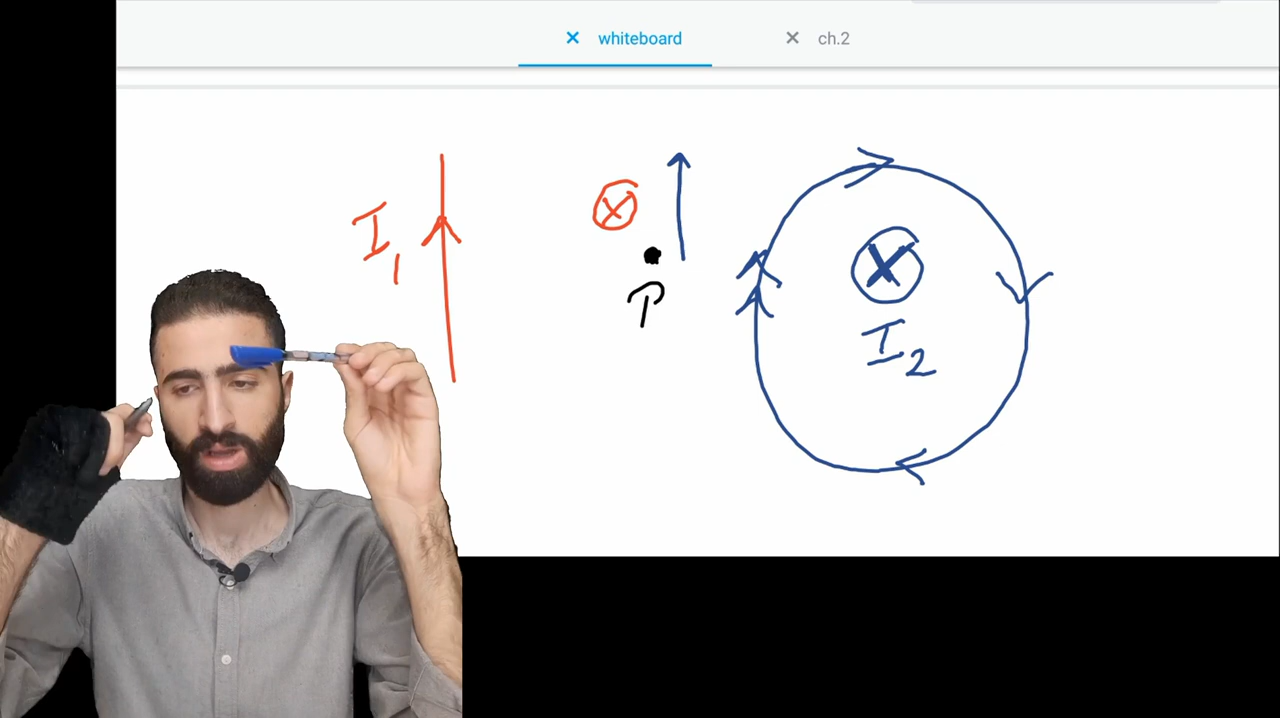 × whiteboard × ch.2
I₁
P
I₂